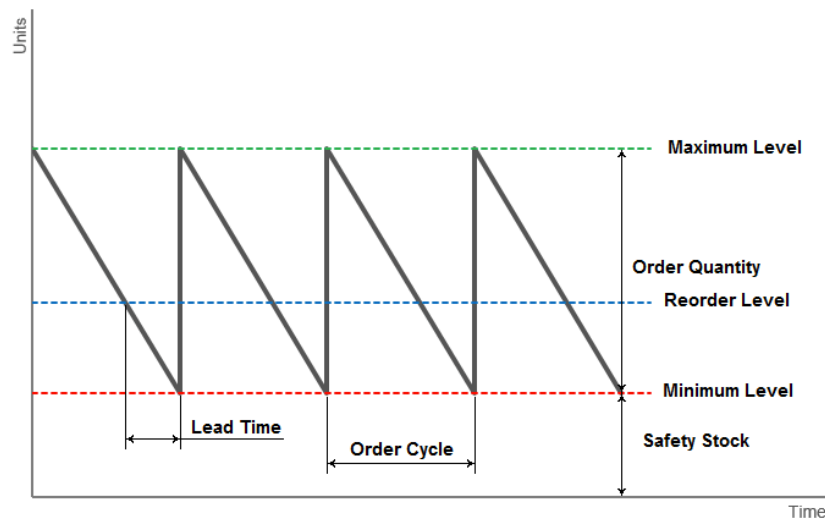 Units
Maximum Level
Order Quantity
Reorder Level
Minimum Level
Lead Time
Order Cycle
Safety Stock
Time